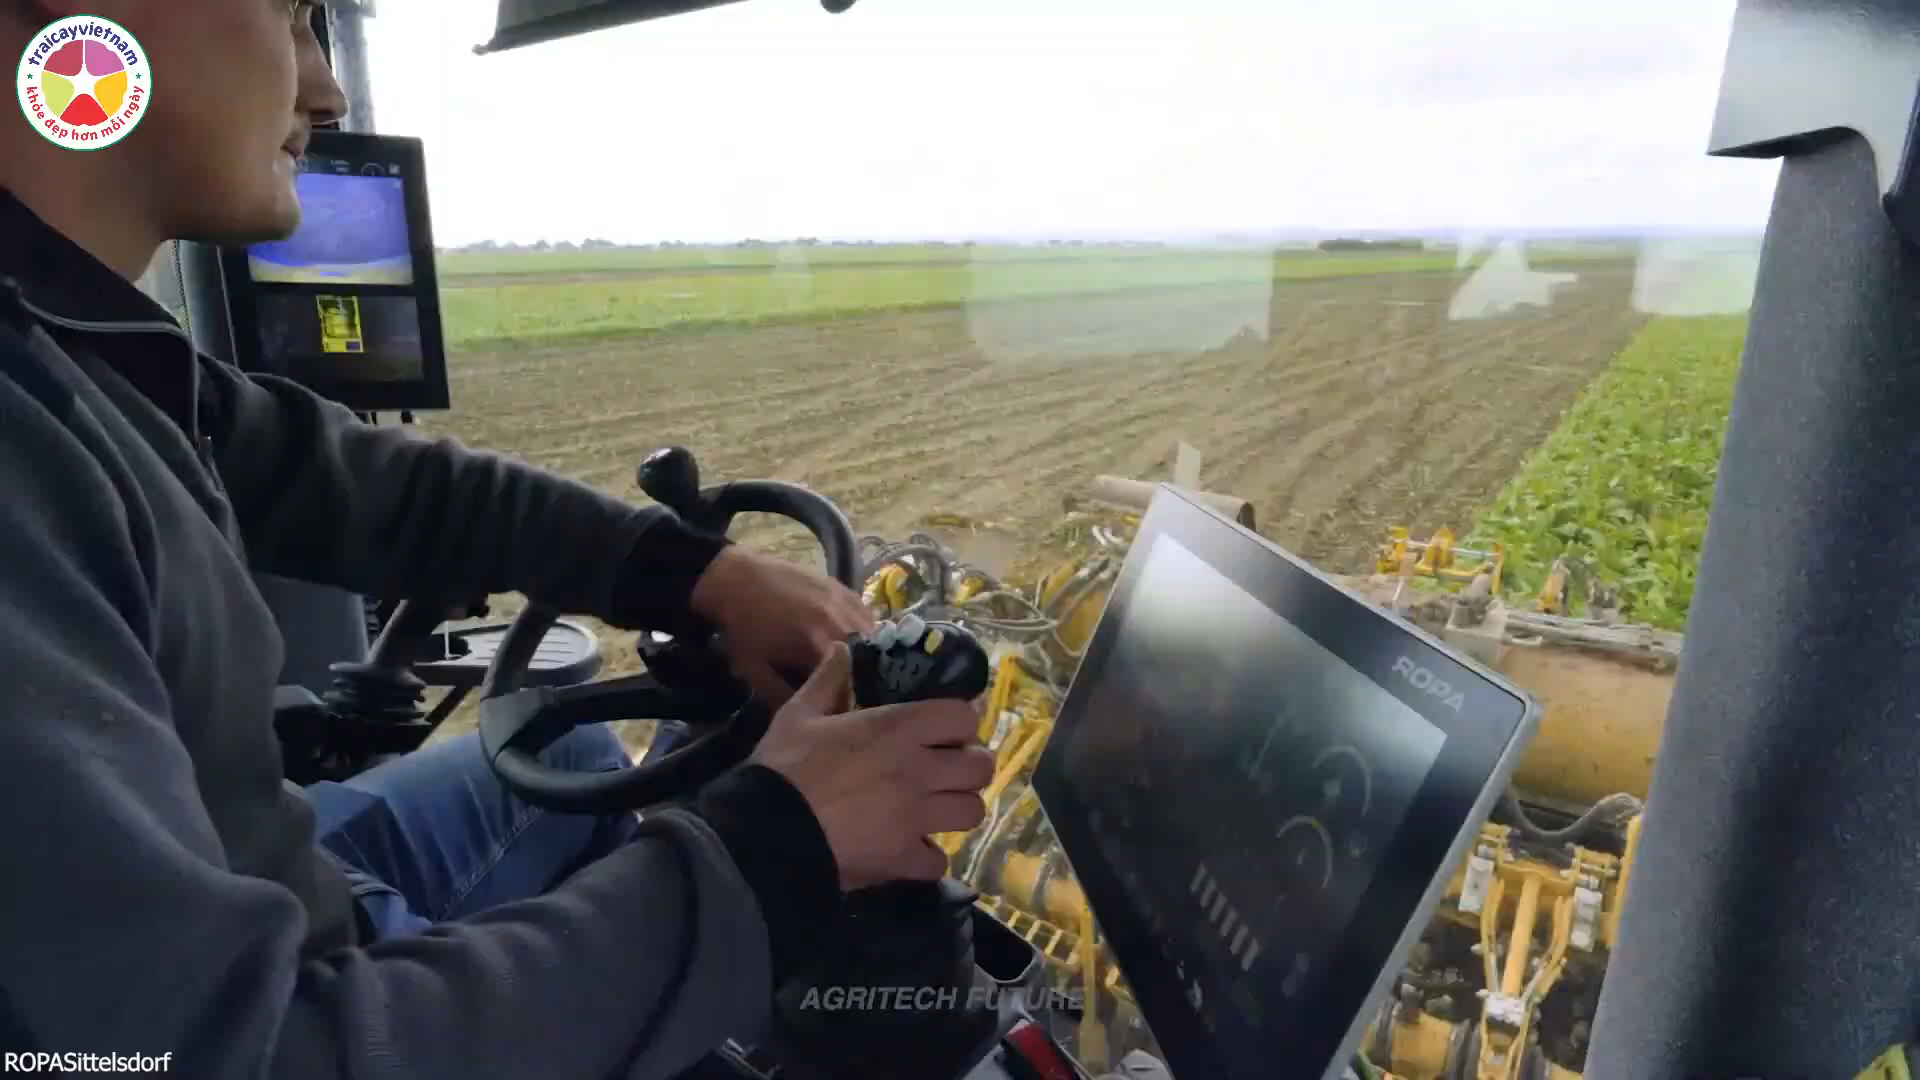 traicayvietnam
khỏe đẹp hơn mỗi ngày
ROPA
AGRITECH FUTURE
ROPASittelsdorf